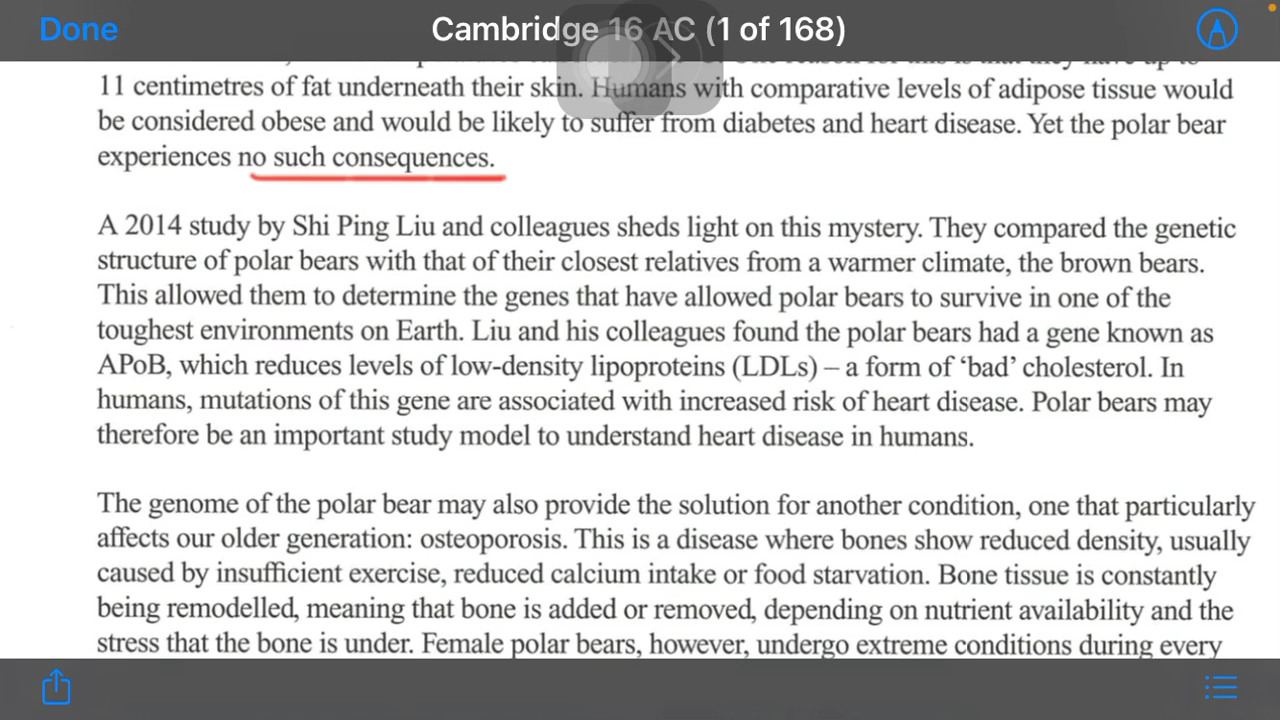 Done
Cambridge 16 AC (1 of 168)
11 centimetres of fat underneath their skin. Humans with comparative levels of adipose tissue would
be considered obese and would be likely to suffer from diabetes and heart disease. Yet the polar bear
experiences no such consequences.
A 2014 study by Shi Ping Liu and colleagues sheds light on this mystery. They compared the genetic
structure of polar bears with that of their closest relatives from a warmer climate, the brown bears.
This allowed them to determine the genes that have allowed polar bears to survive in one of the
toughest environments on Earth. Liu and his colleagues found the polar bears had a gene known as
APoB, which reduces levels of low-density lipoproteins (LDLs) – a form of ‘bad’ cholesterol. In
humans, mutations of this gene are associated with increased risk of heart disease. Polar bears may
therefore be an important study model to understand heart disease in humans.
The genome of the polar bear may also provide the solution for another condition, one that particularly
affects our older generation: osteoporosis. This is a disease where bones show reduced density, usually
caused by insufficient exercise, reduced calcium intake or food starvation. Bone tissue is constantly
being remodelled, meaning that bone is added or removed, depending on nutrient availability and the
stress that the bone is under. Female polar bears, however, undergo extreme conditions during every